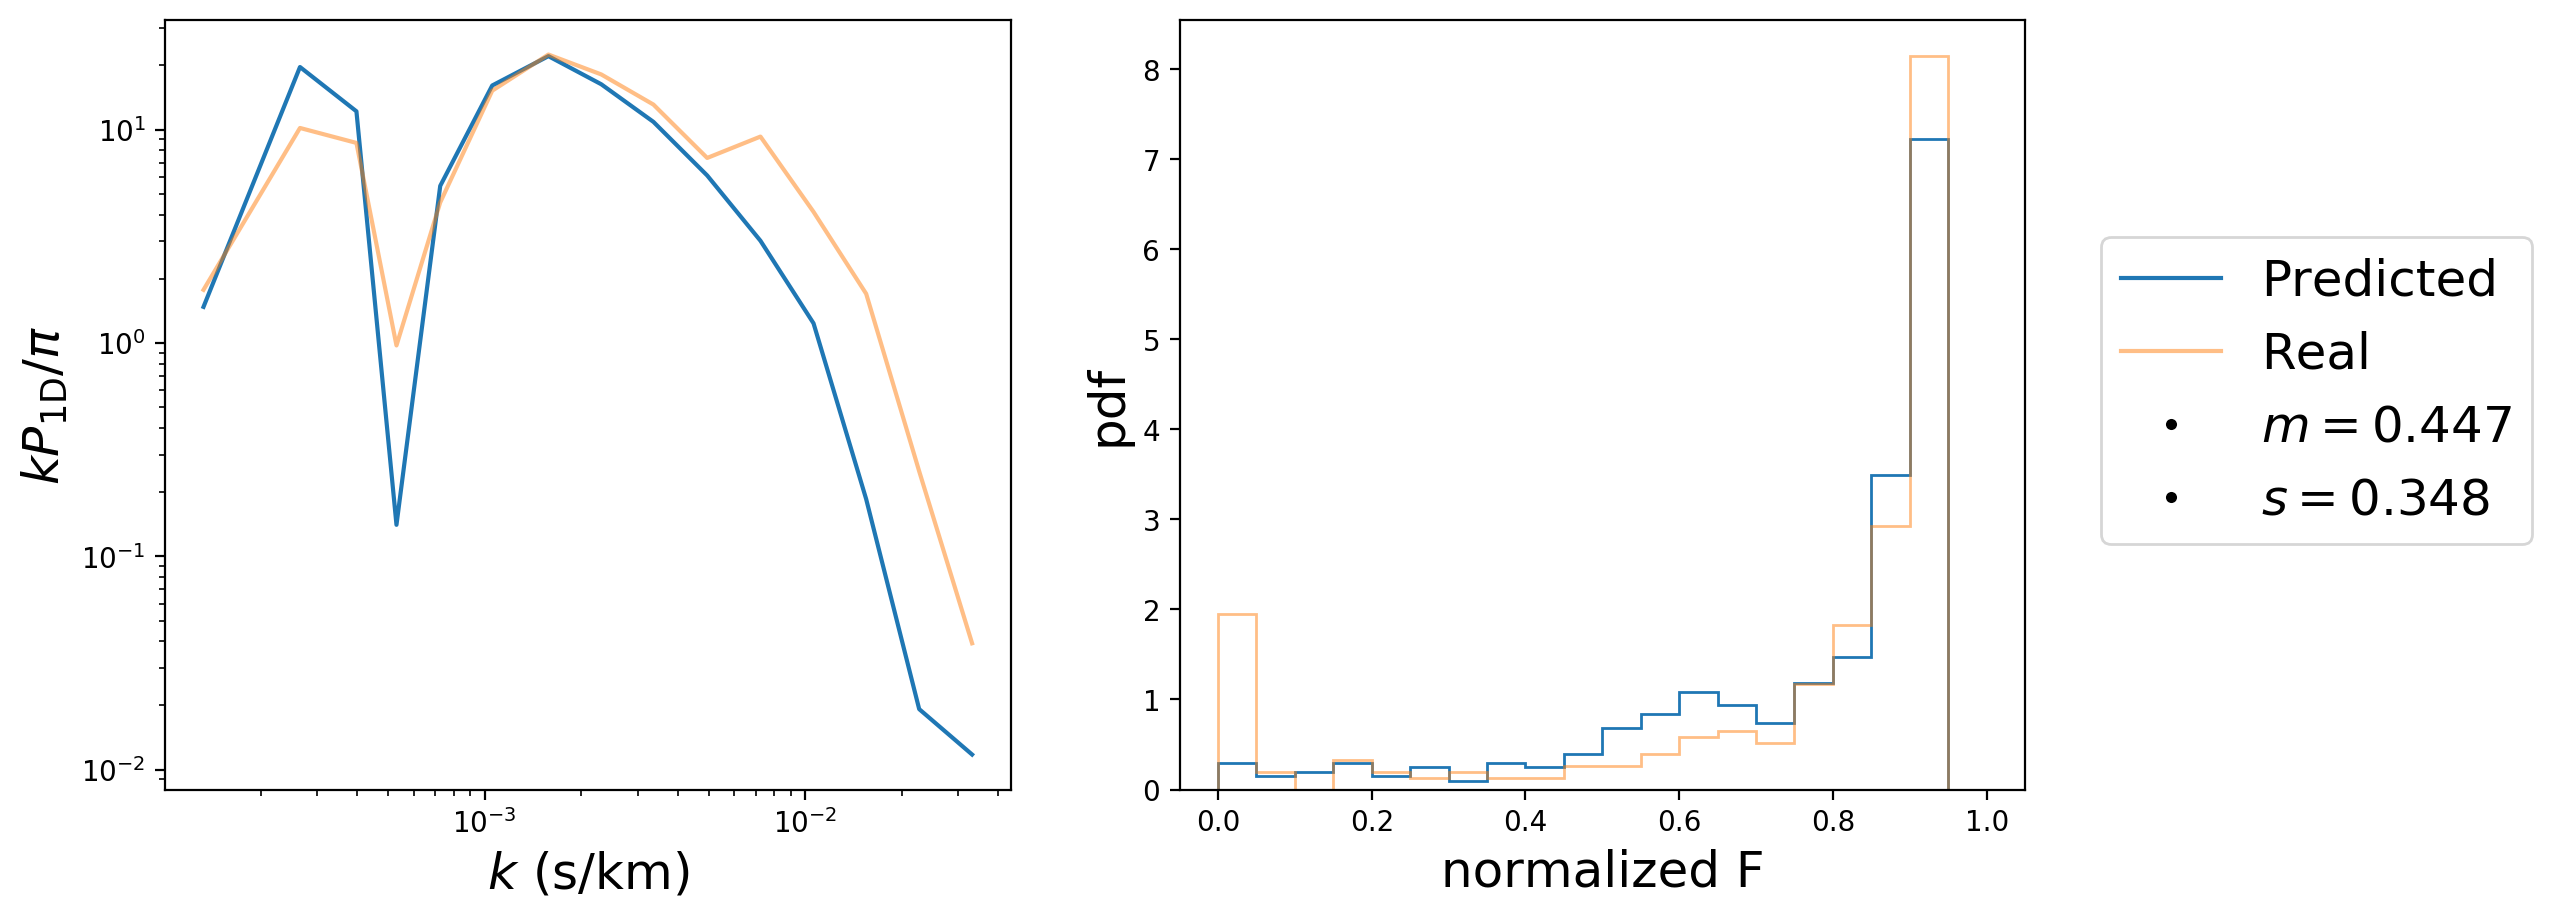 10¹
10⁰
10⁻¹
10⁻²
kP₁D/π
10⁻³ 10⁻²
k (s/km)
8
7
6
5
4
3
2
1
0
pdf
0.0 0.2 0.4 0.6 0.8 1.0
normalized F
Predicted
Real
m = 0.447
s = 0.348